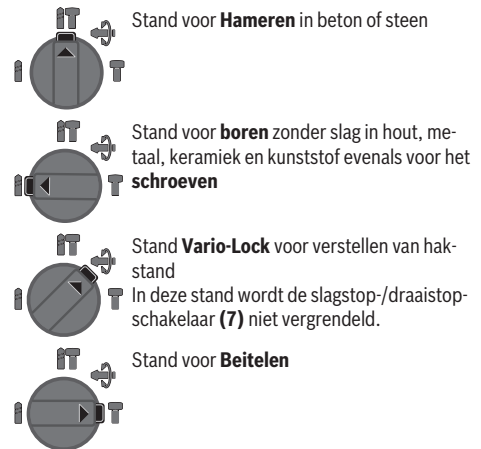 Stand voor Hameren in beton of steen
Stand voor boren zonder slag in hout, me-
taal, keramiek en kunststof evenals voor het
schroeven
Stand Vario-Lock voor verstellen van hak-
stand
In deze stand wordt de slagstop-/draaistop-
schakelaar (7) niet vergrendeld.
Stand voor Beitelen